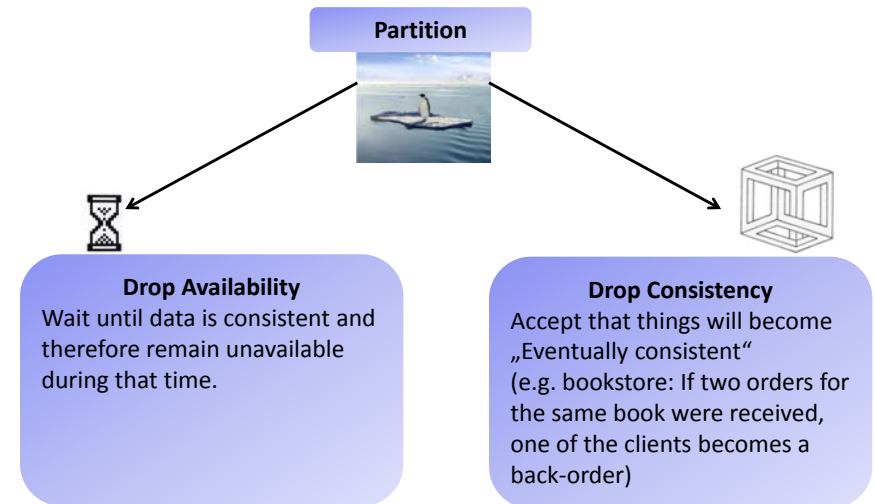 Partition
Drop Availability
Wait until data is consistent and
therefore remain unavailable
during that time.
Drop Consistency
Accept that things will become
„Eventually consistent“
(e.g. bookstore: If two orders for
the same book were received,
one of the clients becomes a
back-order)